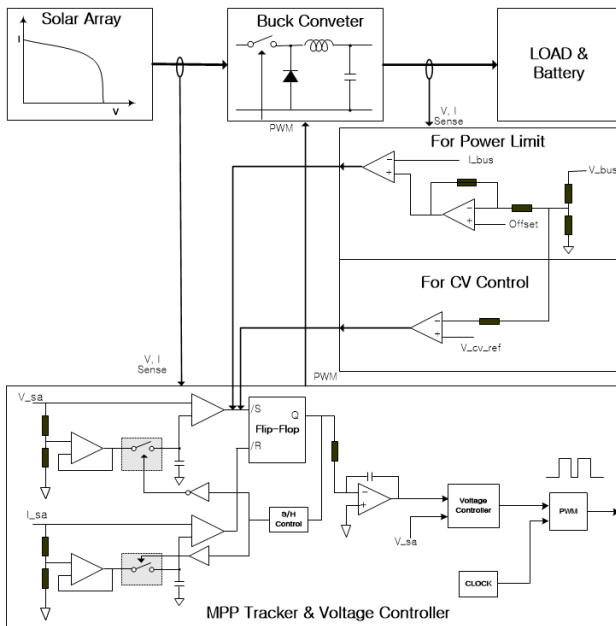 Solar Array
I
V
Buck Conveter
PWM
LOAD &
Battery
V, I
Sense
For Power Limit
I_bus
V_bus
Offset
For CV Control
V_cv_ref
V, I
Sense
PWM
V_sa
/S
Q
Flip-Flop
/R
S/H
Control
I_sa
V_sa
Voltage
Controller
PWM
CLOCK
MPP Tracker & Voltage Controller